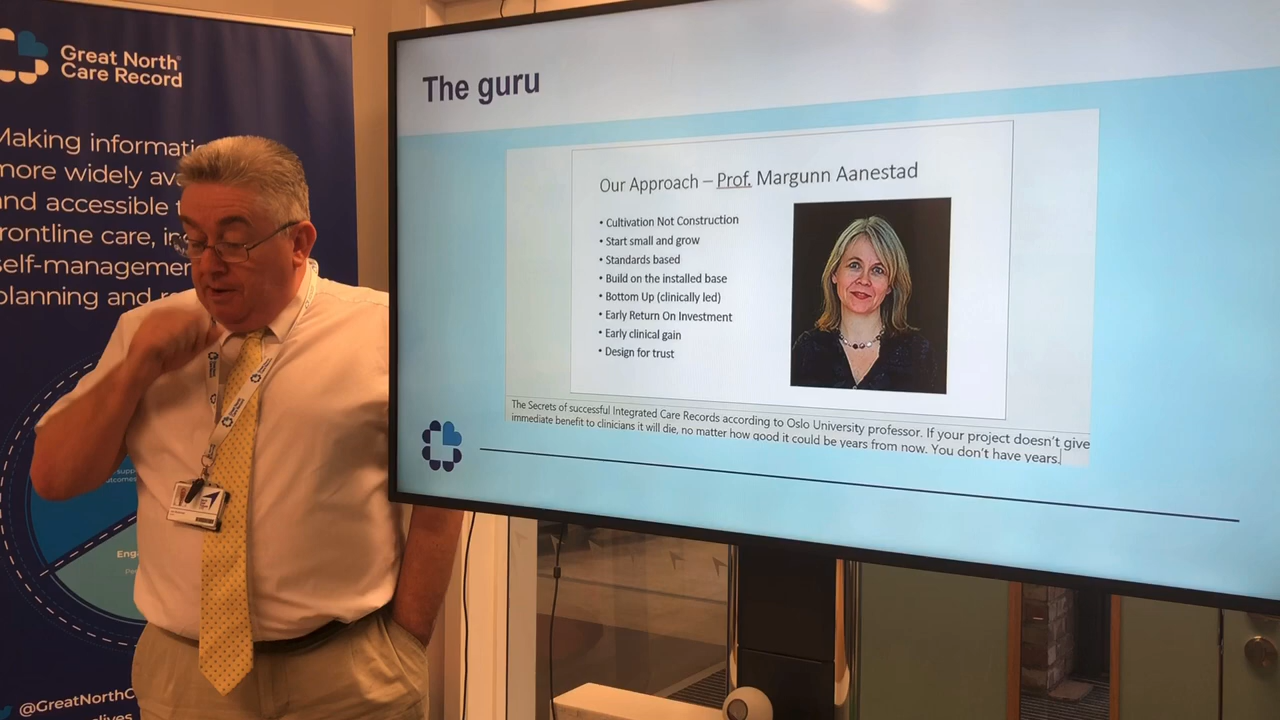 Great North
Care Record
Making informatio
more widely ava
and accessible t
frontline care, in
self-managemen
planning and r
Enga
@GreatNorthC
The guru
Our Approach – Prof. Margunn Aanestad
• Cultivation Not Construction
• Start small and grow
• Standards based
• Build on the installed base
• Bottom Up (clinically led)
• Early Return On Investment
• Early clinical gain
• Design for trust
The Secrets of successful Integrated Care Records according to Oslo University professor. If your project doesn't give
immediate benefit to clinicians it will die, no matter how good it could be years from now. You don't have years.